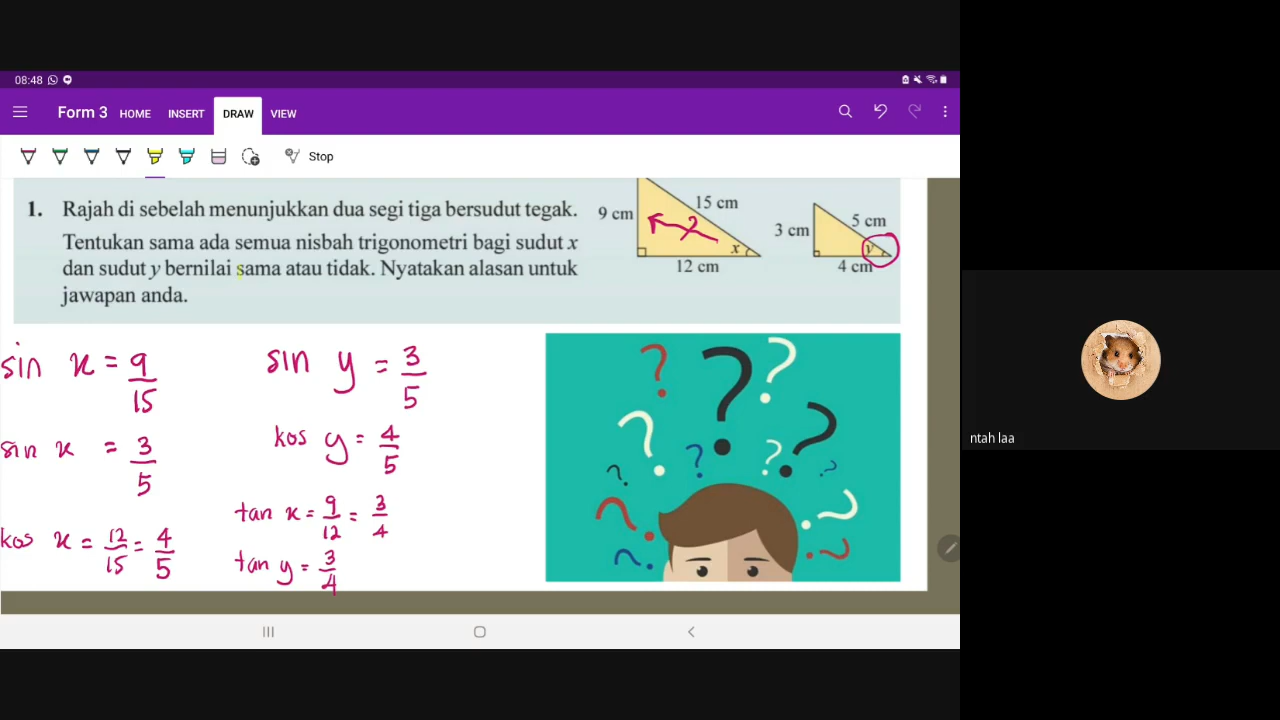 08:48
Form 3 HOME INSERT DRAW VIEW
Stop
1. Rajah di sebelah menunjukkan dua segi tiga bersudut tegak.
Tentukan sama ada semua nisbah trigonometri bagi sudut x
dan sudut y bernilai sama atau tidak. Nyatakan alasan untuk
jawapan anda.
9 cm
15 cm
x
12 cm
3 cm
5 cm
y
4 cm
sin x = 9/15
sin x = 3/5
kos x = 12/15 = 4/5
sin y = 3/5
kos y = 4/5
tan x = 9/12 = 3/4
tan y = 3/4
? ? ? ? ? ? ? ? ? ? ? ? ?
ntah laa